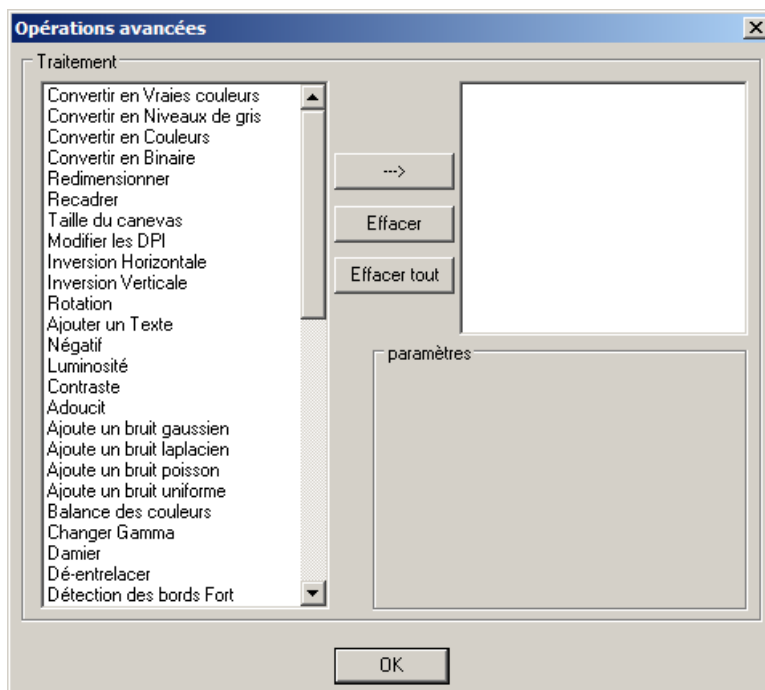 Opérations avancées
Traitement
Convertir en Vraies couleurs
Convertir en Niveaux de gris
Convertir en Couleurs
Convertir en Binaire
Redimensionner
Recadrer
Taille du canevas
Modifier les DPI
Inversion Horizontale
Inversion Verticale
Rotation
Ajouter un Texte
Négatif
Luminosité
Contraste
Adoucit
Ajoute un bruit gaussien
Ajoute un bruit laplacien
Ajoute un bruit poisson
Ajoute un bruit uniforme
Balance des couleurs
Changer Gamma
Damier
Dé-entrelacer
Détection des bords Fort
--->
Effacer
Effacer tout
paramètres
OK